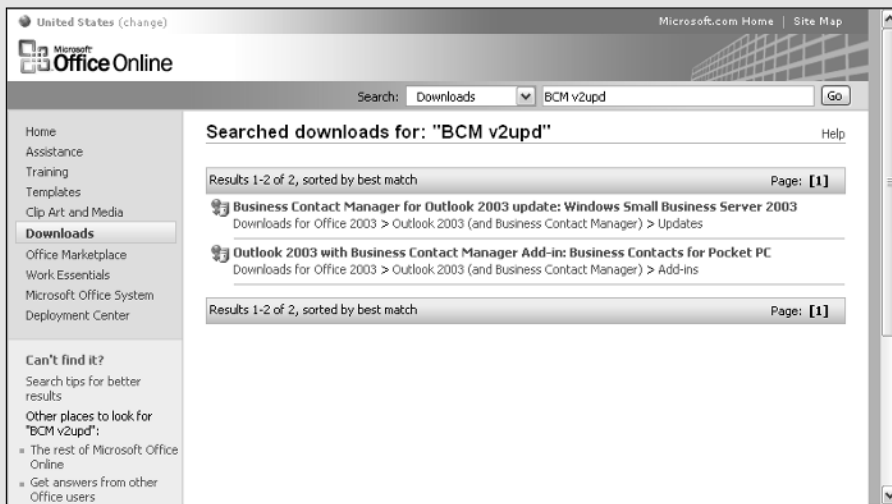 United States (change)
Microsoft.com Home | Site Map
Microsoft
Office Online
Search: Downloads BCM v2upd Go
Home
Assistance
Training
Templates
Clip Art and Media
Downloads
Office Marketplace
Work Essentials
Microsoft Office System
Deployment Center
Can't find it?
Search tips for better
results
Other places to look for
"BCM v2upd":
The rest of Microsoft Office
Online
Get answers from other
Office users
Searched downloads for: "BCM v2upd"
Help
Results 1-2 of 2, sorted by best match
Page: [1]
Business Contact Manager for Outlook 2003 update: Windows Small Business Server 2003
Downloads for Office 2003 > Outlook 2003 (and Business Contact Manager) > Updates
Outlook 2003 with Business Contact Manager Add-in: Business Contacts for Pocket PC
Downloads for Office 2003 > Outlook 2003 (and Business Contact Manager) > Add-ins
Results 1-2 of 2, sorted by best match
Page: [1]